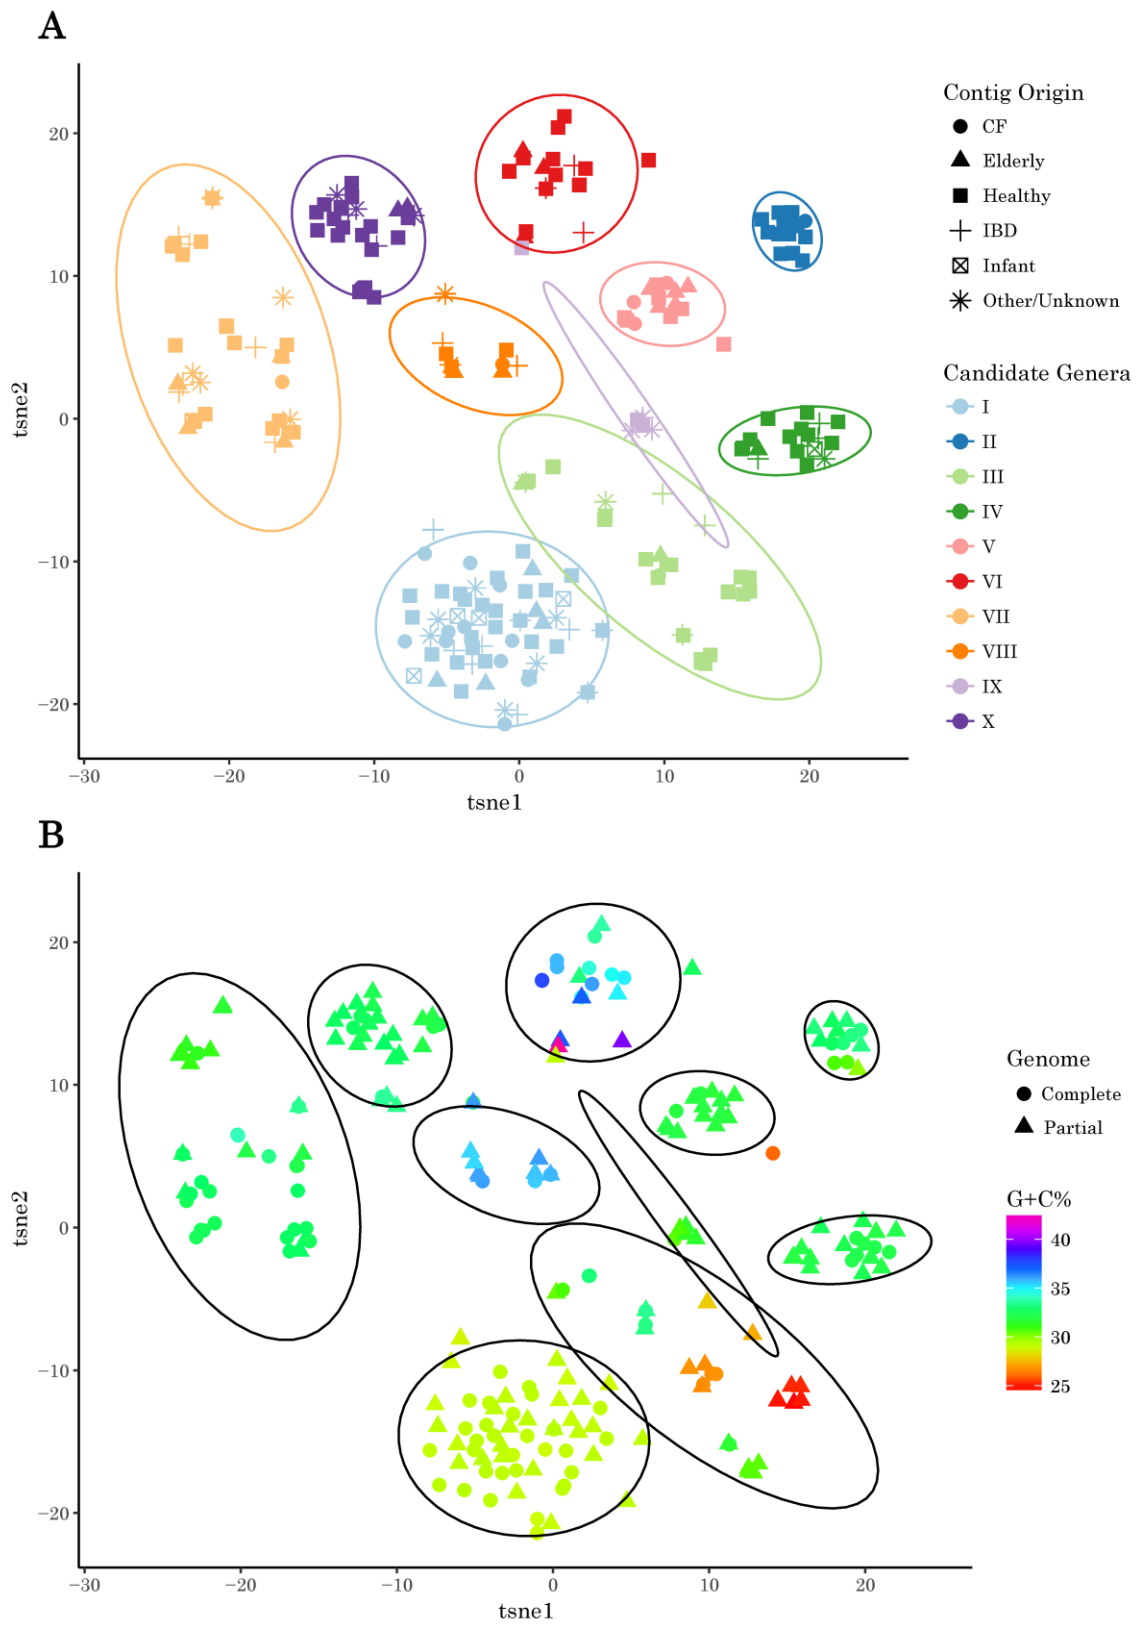 A
Contig Origin
CF
Elderly
Healthy
IBD
Infant
Other/Unknown
Candidate Genera
I
II
III
IV
V
VI
VII
VIII
IX
X
20
10
0
−10
−20
tsne2
−30 −20 −10 0 10 20
tsne1
B
Genome
Complete
Partial
G+C%
40
35
30
25
20
10
0
−10
−20
tsne2
−30 −20 −10 0 10 20
tsne1